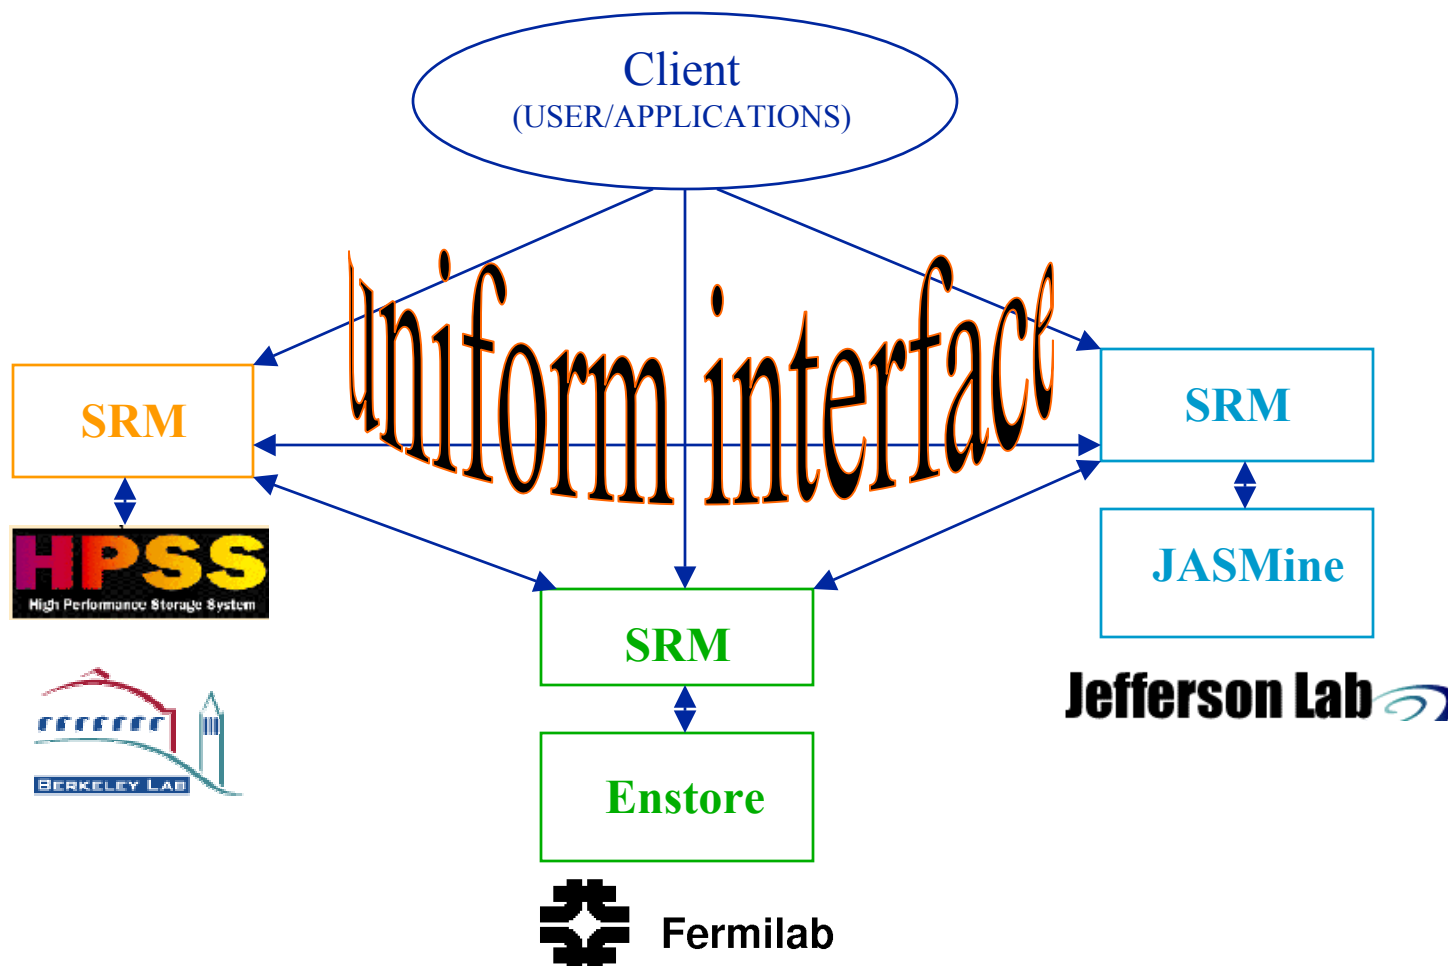 Client
(USER/APPLICATIONS)
uniform interface
SRM
SRM
HPSS
High Performance Storage System
JASMine
SRM
Jefferson Lab
BERKELEY LAB
Enstore
Fermilab